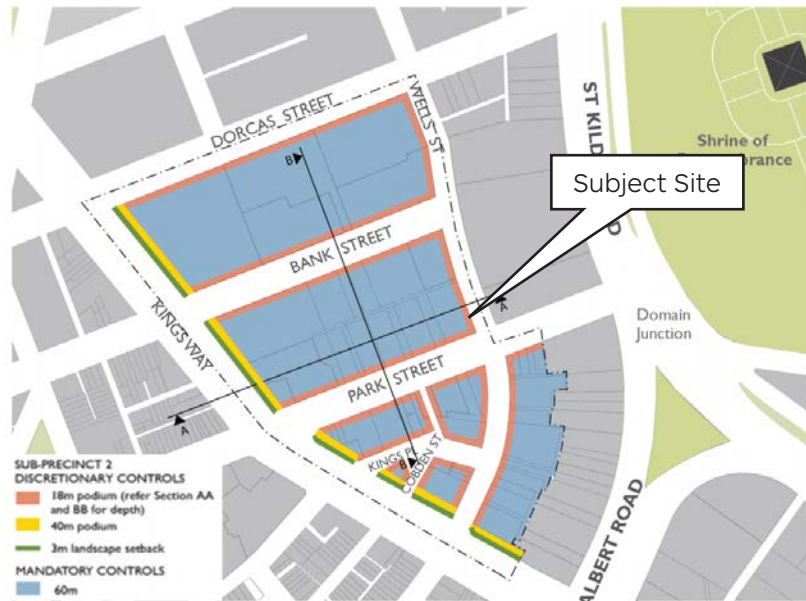 DORCAS STREET
WELLS ST
ST KILD
D
Shrine of
brance
Subject Site
B
BANK STREET
A
KINGS WAY
Domain
Junction
PARK STREET
A
KINGS PL
B
COBDEN ST
ALBERT ROAD
SUB-PRECINCT 2
DISCRETIONARY CONTROLS
18m podium (refer Section AA
and BB for depth)
40m podium
3m landscape setback
MANDATORY CONTROLS
60m